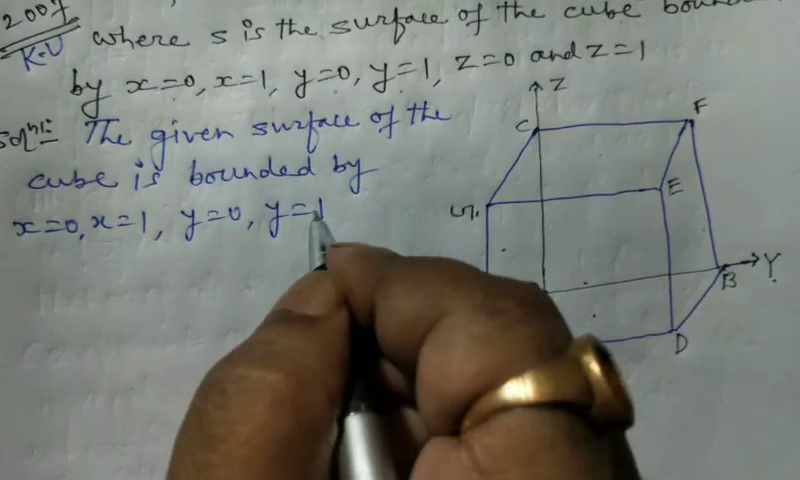 2007
K.U
where s is the surface of the cube
by x=0, x=1, y=0, y=1, z=0 and z=1
Solⁿ:- The given surface of the
cube is bounded by
x=0, x=1, y=0, y=1
Z
C
F
G
E
Y
B
D